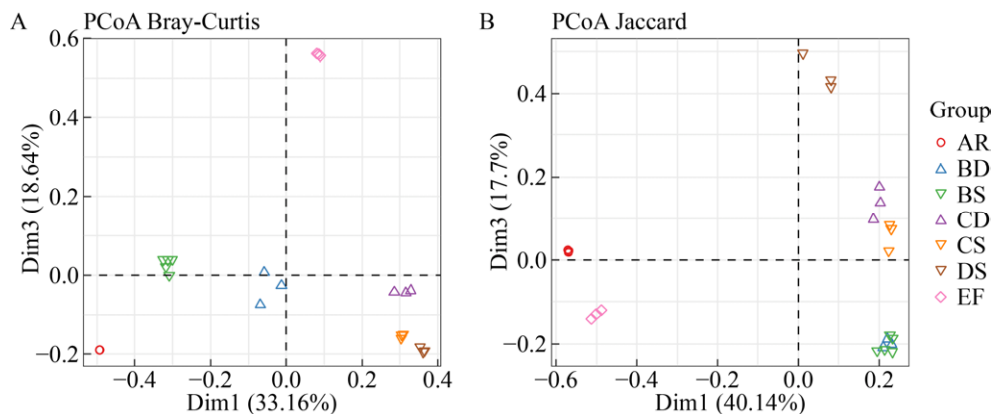 A PCoA Bray-Curtis
0.6
0.4
0.2
0.0
−0.2
Dim3 (18.64%)
−0.4 −0.2 0.0 0.2 0.4
Dim1 (33.16%)
B PCoA Jaccard
0.4
0.2
0.0
−0.2
Dim3 (17.7%)
−0.6 −0.4 −0.2 0.0 0.2
Dim1 (40.14%)
Group
AR
BD
BS
CD
CS
DS
EF